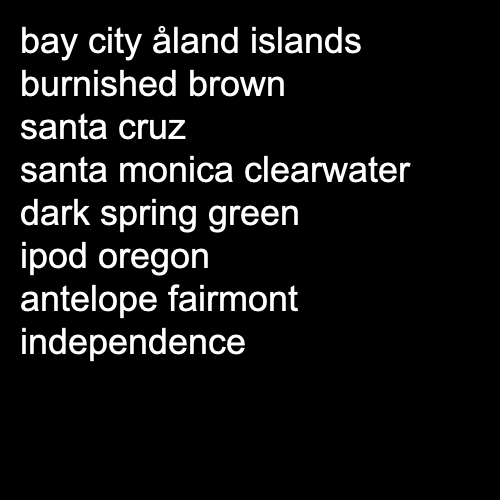 bay city åland islands
burnished brown
santa cruz
santa monica clearwater
dark spring green
ipod oregon
antelope fairmont
independence